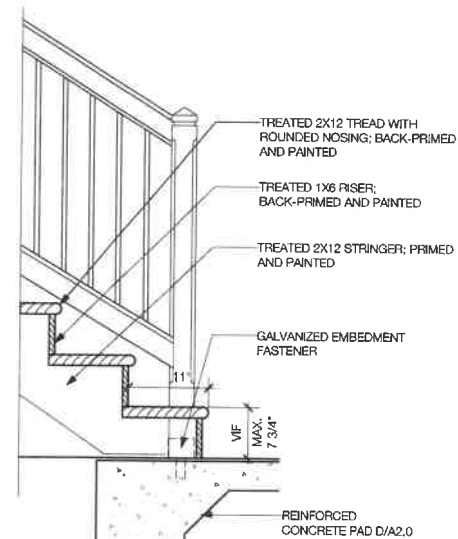 TREATED 2X12 TREAD WITH
ROUNDED NOSING; BACK-PRIMED
AND PAINTED
TREATED 1X6 RISER;
BACK-PRIMED AND PAINTED
TREATED 2X12 STRINGER; PRIMED
AND PAINTED
GALVANIZED EMBEDMENT
FASTENER
11"
VIF
MAX.
7 3/4"
REINFORCED
CONCRETE PAD D/A2.0